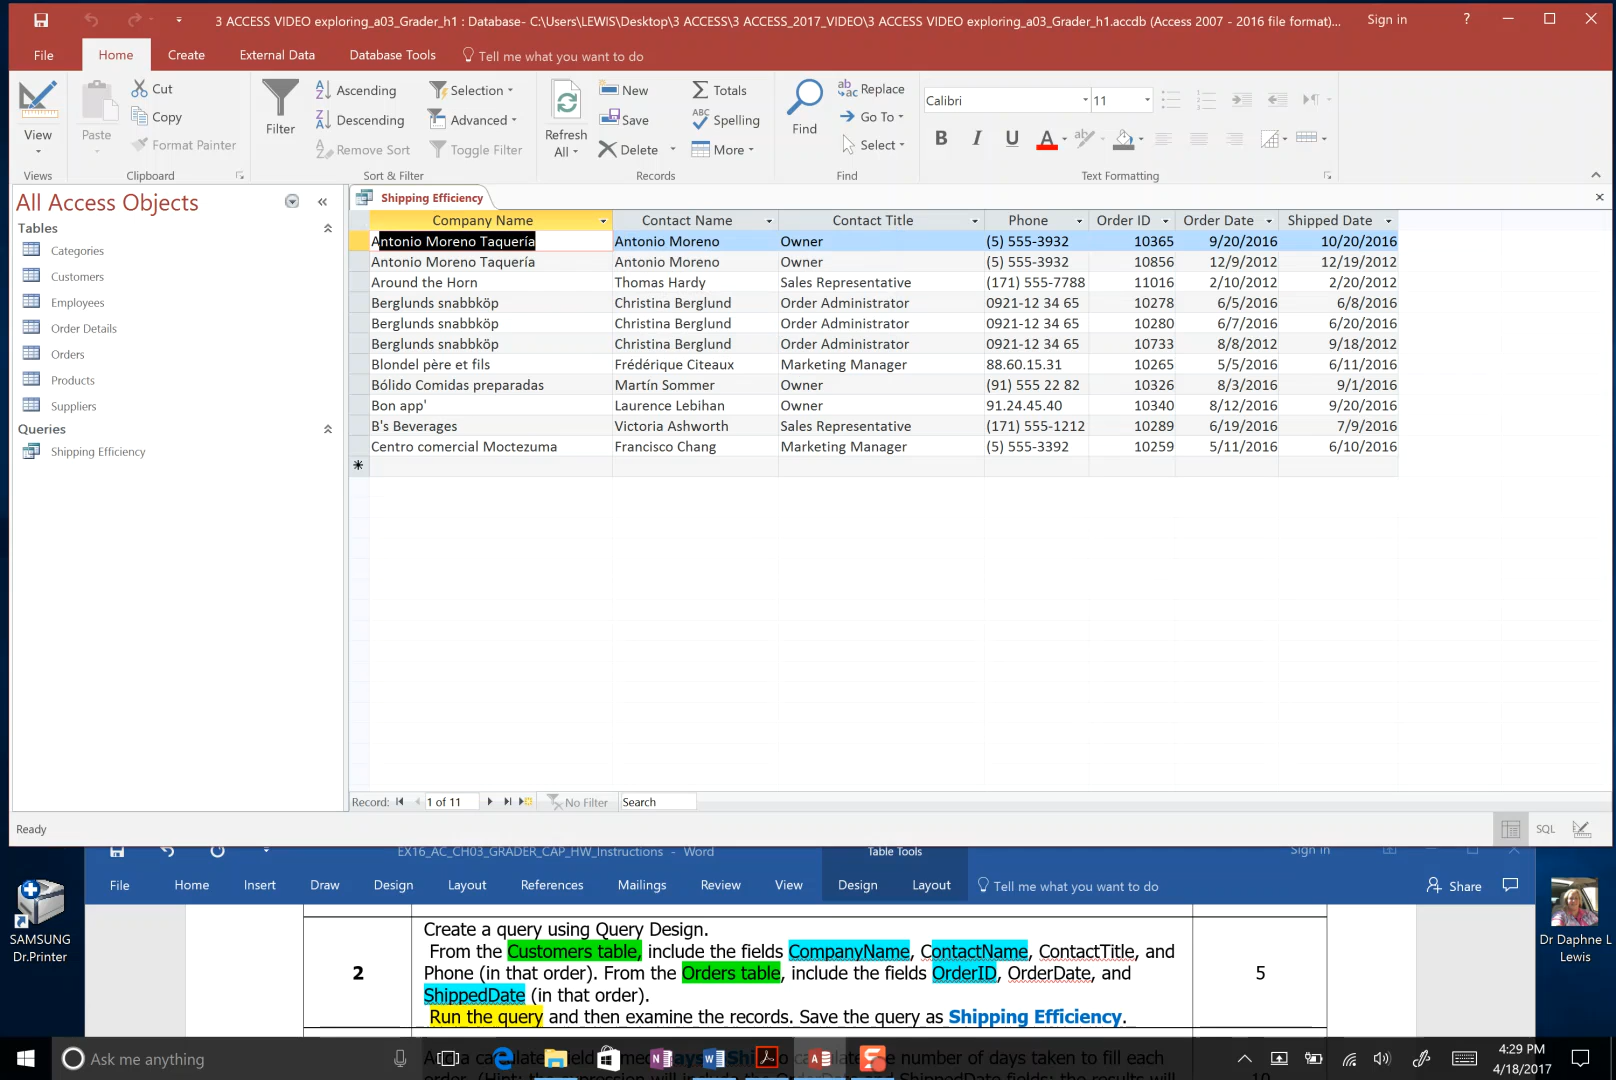 3 ACCESS VIDEO exploring_a03_Grader_h1 : Database- C:\Users\LEWIS\Desktop\3 ACCESS\3 ACCESS_2017_VIDEO\3 ACCESS VIDEO exploring_a03_Grader_h1.accdb (Access 2007 - 2016 file format)... Sign in ?
File Home Create External Data Database Tools Tell me what you want to do
View Paste Cut Copy Format Painter
Filter Ascending Descending Remove Sort Selection Advanced Toggle Filter
Refresh All New Save Delete Totals Spelling More
Find Replace Go To Select
Calibri 11
B I U A
Views Clipboard Sort & Filter Records Find Text Formatting
All Access Objects
Tables
Categories
Customers
Employees
Order Details
Orders
Products
Suppliers
Queries
Shipping Efficiency
Shipping Efficiency
Company Name Contact Name Contact Title Phone Order ID Order Date Shipped Date
Antonio Moreno Taquería Antonio Moreno Owner (5) 555-3932 10365 9/20/2016 10/20/2016
Antonio Moreno Taquería Antonio Moreno Owner (5) 555-3932 10856 12/9/2012 12/19/2012
Around the Horn Thomas Hardy Sales Representative (171) 555-7788 11016 2/10/2012 2/20/2012
Berglunds snabbköp Christina Berglund Order Administrator 0921-12 34 65 10278 6/5/2016 6/8/2016
Berglunds snabbköp Christina Berglund Order Administrator 0921-12 34 65 10280 6/7/2016 6/20/2016
Berglunds snabbköp Christina Berglund Order Administrator 0921-12 34 65 10733 8/8/2012 9/18/2012
Blondel père et fils Frédérique Citeaux Marketing Manager 88.60.15.31 10265 5/5/2016 6/11/2016
Bólido Comidas preparadas Martín Sommer Owner (91) 555 22 82 10326 8/3/2016 9/1/2016
Bon app' Laurence Lebihan Owner 91.24.45.40 10340 8/12/2016 9/20/2016
B's Beverages Victoria Ashworth Sales Representative (171) 555-1212 10289 6/19/2016 7/9/2016
Centro comercial Moctezuma Francisco Chang Marketing Manager (5) 555-3392 10259 5/11/2016 6/10/2016
Record: 1 of 11 No Filter Search
Ready SQL
EX16_AC_CH03_GRADER_CAP_HW_Instructions - Word Table Tools Sign in
File Home Insert Draw Design Layout References Mailings Review View Design Layout Tell me what you want to do Share
SAMSUNG
Dr.Printer
Dr Daphne L
Lewis
Create a query using Query Design.
From the Customers table, include the fields CompanyName, ContactName, ContactTitle, and
2 Phone (in that order). From the Orders table, include the fields OrderID, OrderDate, and 5
ShippedDate (in that order).
Run the query and then examine the records. Save the query as Shipping Efficiency.
number of days taken to fill each
Ask me anything
4:29 PM
4/18/2017